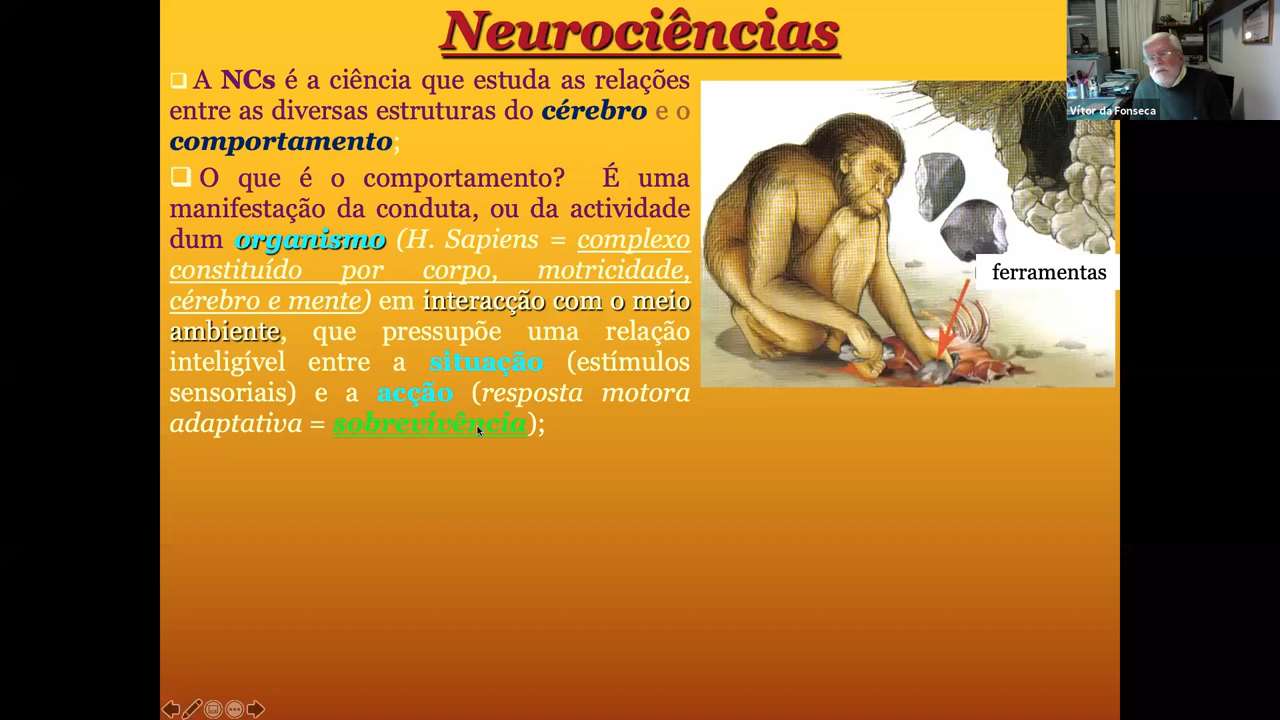 Neurociências
A NCs é a ciência que estuda as relações
entre as diversas estruturas do cérebro e o
comportamento;
O que é o comportamento? É uma
manifestação da conduta, ou da actividade
dum organismo (H. Sapiens = complexo
constituído por corpo, motricidade,
cérebro e mente) em interacção com o meio
ambiente, que pressupõe uma relação
inteligível entre a situação (estímulos
sensoriais) e a acção (resposta motora
adaptativa = sobrevivência);
ferramentas
Vítor da Fonseca